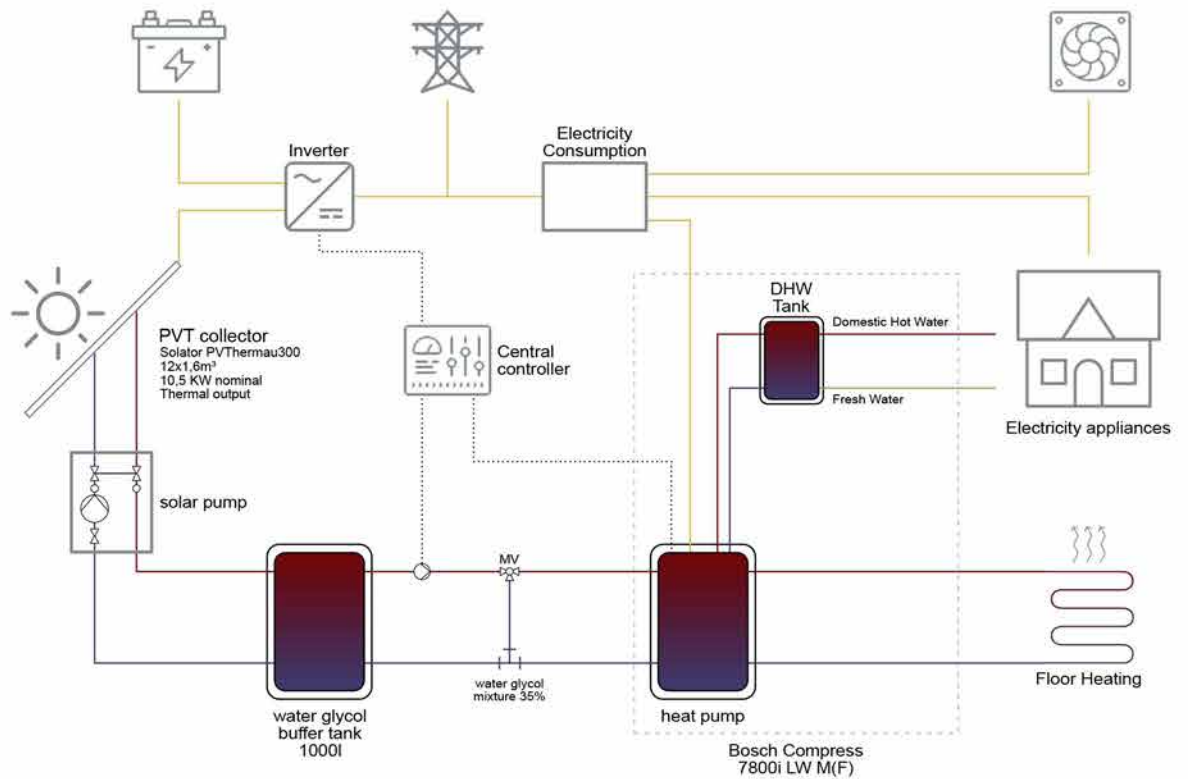 Inverter
Electricity
Consumption
PVT collector
Solator PVThermau300
12x1,6m³
10,5 KW nominal
Thermal output
Central
controller
DHW
Tank
Domestic Hot Water
Fresh Water
Electricity appliances
solar pump
MV
water glycol
mixture 35%
Floor Heating
water glycol
buffer tank
1000l
heat pump
Bosch Compress
7800i LW M(F)